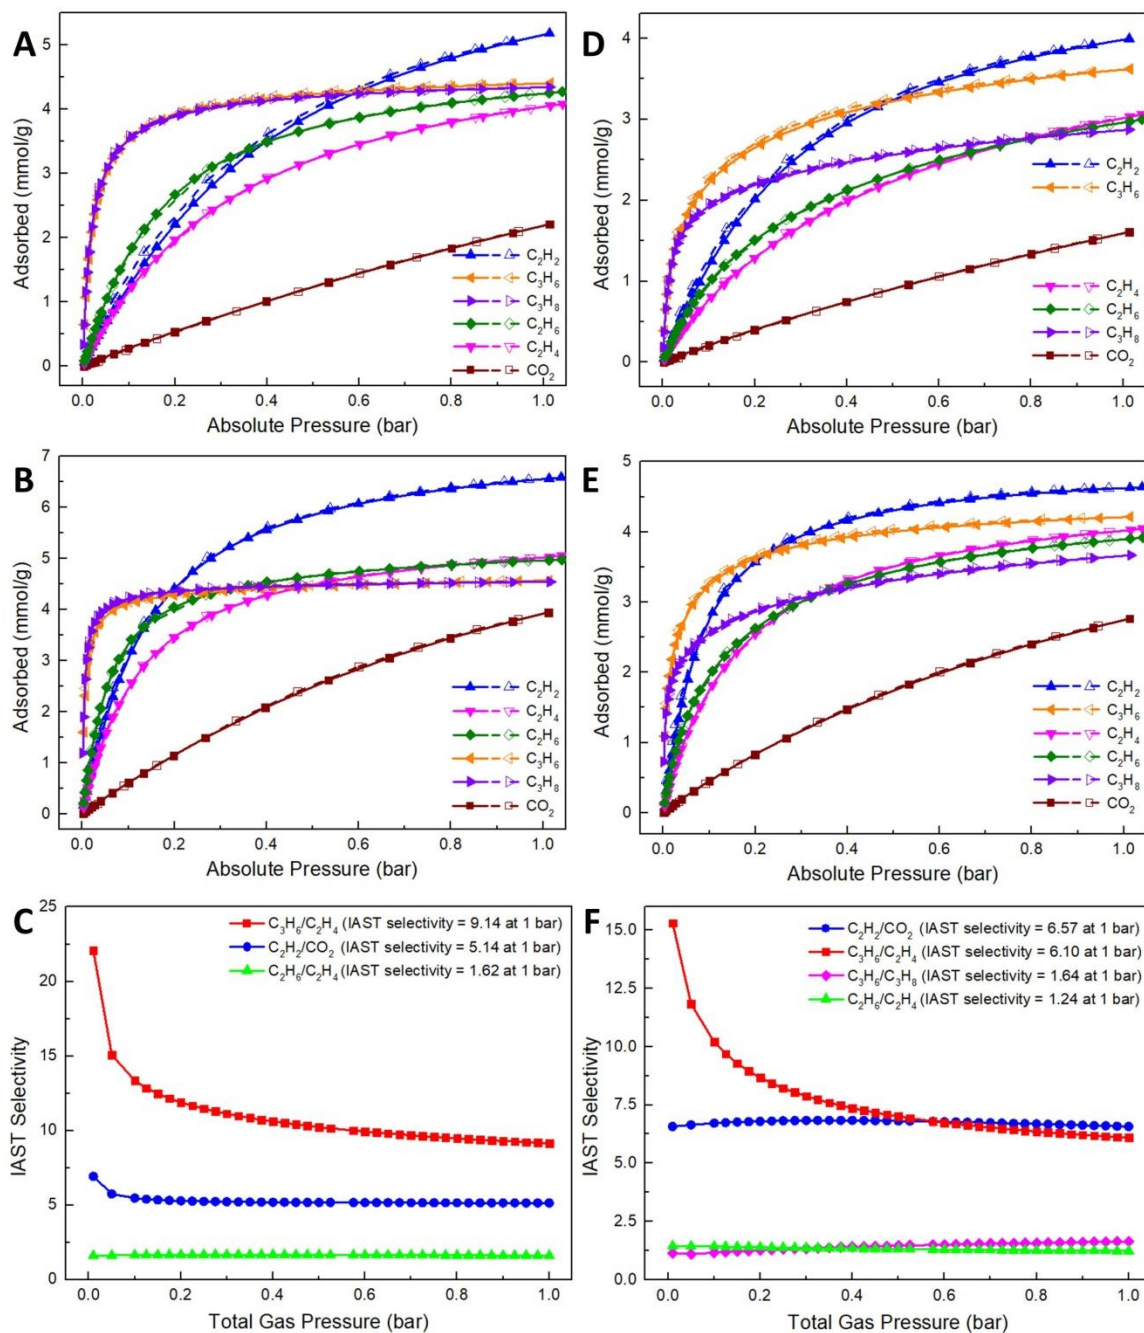 A
Adsorbed (mmol/g)
5
4
3
2
1
0
C₂H₂
C₃H₆
C₃H₈
C₂H₆
C₂H₄
CO₂
0.0 0.2 0.4 0.6 0.8 1.0
Absolute Pressure (bar)
D
Adsorbed (mmol/g)
4
3
2
1
0
C₂H₂
C₃H₆
C₂H₄
C₂H₆
C₃H₈
CO₂
0.0 0.2 0.4 0.6 0.8 1.0
Absolute Pressure (bar)
B
Adsorbed (mmol/g)
7
6
5
4
3
2
1
0
C₂H₂
C₂H₄
C₂H₆
C₃H₆
C₃H₈
CO₂
0.0 0.2 0.4 0.6 0.8 1.0
Absolute Pressure (bar)
E
Adsorbed (mmol/g)
5
4
3
2
1
0
C₂H₂
C₃H₆
C₂H₄
C₂H₆
C₃H₈
CO₂
0.0 0.2 0.4 0.6 0.8 1.0
Absolute Pressure (bar)
C
IAST Selectivity
25
20
15
10
5
0
C₃H₆/C₂H₄ (IAST selectivity = 9.14 at 1 bar)
C₂H₂/CO₂ (IAST selectivity = 5.14 at 1 bar)
C₂H₆/C₂H₄ (IAST selectivity = 1.62 at 1 bar)
0.0 0.2 0.4 0.6 0.8 1.0
Total Gas Pressure (bar)
F
IAST Selectivity
15.0
12.5
10.0
7.5
5.0
2.5
0.0
C₂H₂/CO₂ (IAST selectivity = 6.57 at 1 bar)
C₃H₆/C₂H₄ (IAST selectivity = 6.10 at 1 bar)
C₃H₆/C₃H₈ (IAST selectivity = 1.64 at 1 bar)
C₂H₆/C₂H₄ (IAST selectivity = 1.24 at 1 bar)
0.0 0.2 0.4 0.6 0.8 1.0
Total Gas Pressure (bar)